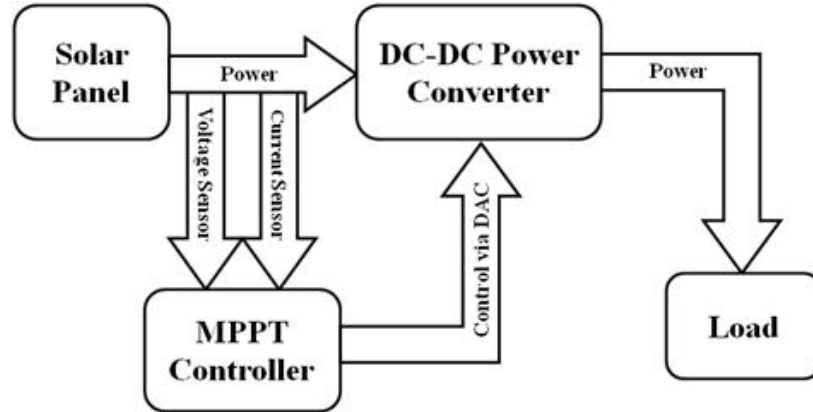 Solar
Panel
Power
DC-DC Power
Converter
Power
Voltage Sensor
Current Sensor
Control via DAC
MPPT
Controller
Load